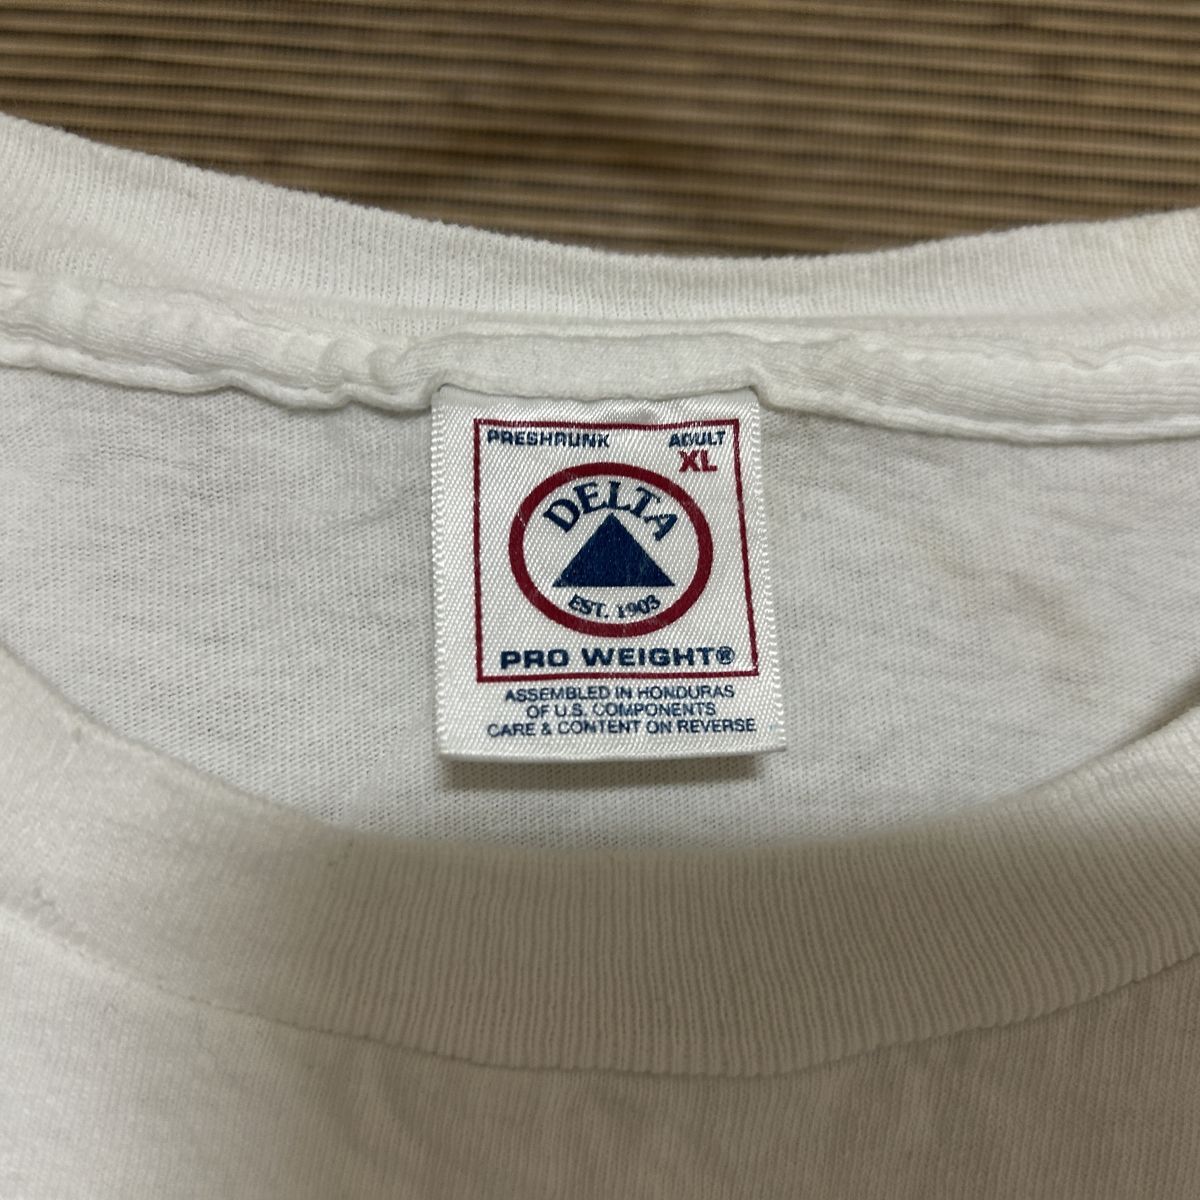 PRESHRUNK ADULT
XL
DELTA
EST. 1903
PRO WEIGHT®
ASSEMBLED IN HONDURAS
OF U.S. COMPONENTS
CARE & CONTENT ON REVERSE